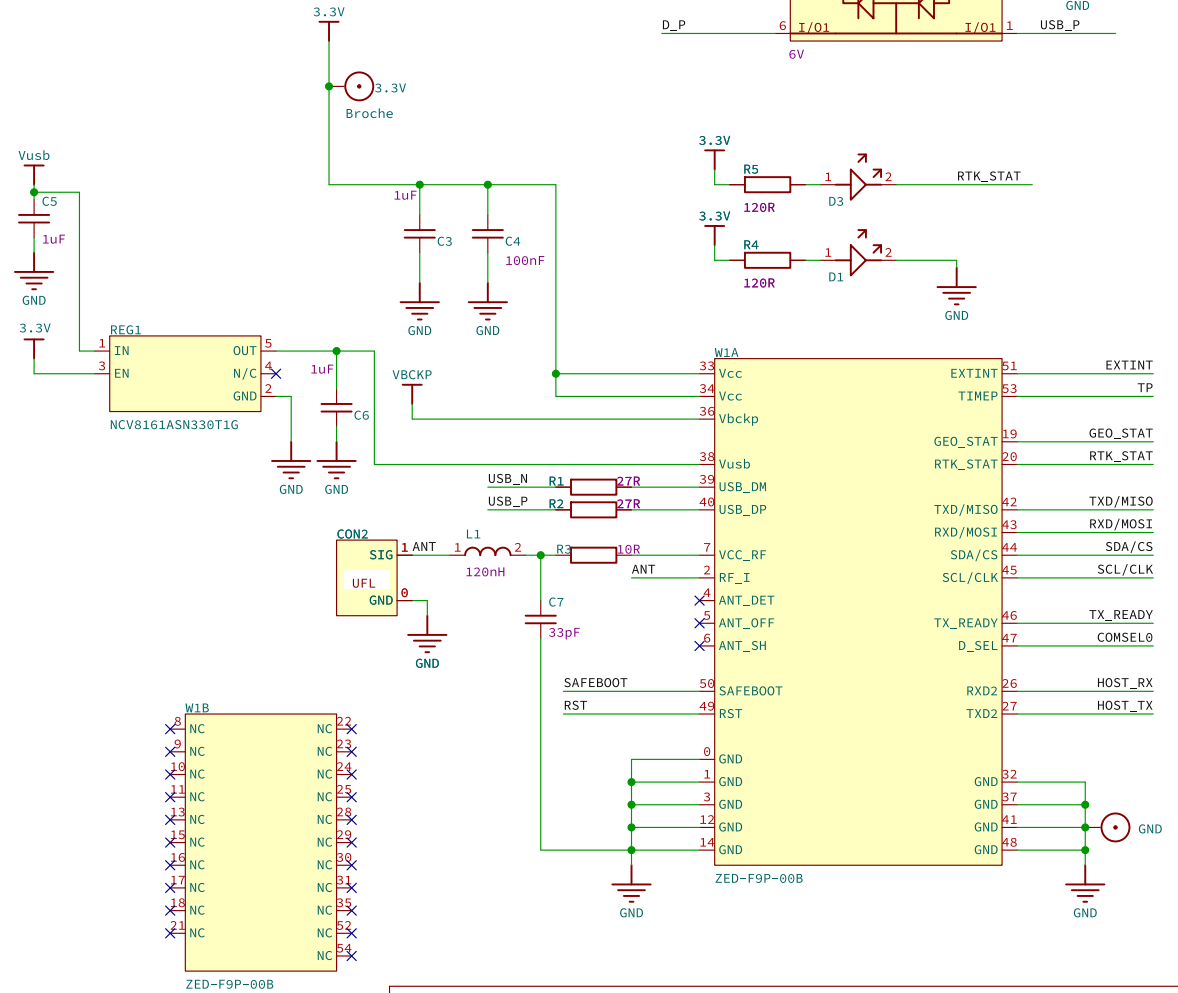 3.3V
GND
D_P
6
I/O1
I/O1
1
USB_P
6V
3.3V
Broche
Vusb
C5
1uF
GND
1uF
C3
C4
100nF
GND
GND
3.3V
R5
120R
1
2
D3
RTK_STAT
3.3V
R4
120R
1
2
D1
GND
3.3V
REG1
1
IN
OUT
5
3
EN
N/C
4
GND
2
NCV8161ASN330T1G
1uF
C6
GND
GND
VBCKP
W1A
33
Vcc
EXTINT
51
EXTINT
34
Vcc
TIMEP
53
TP
36
Vbckp
GEO_STAT
19
GEO_STAT
38
Vusb
RTK_STAT
20
RTK_STAT
USB_N
R1
27R
39
USB_DM
USB_P
R2
27R
40
USB_DP
TXD/MISO
42
TXD/MISO
RXD/MOSI
43
RXD/MOSI
CON2
SIG
1
ANT
L1
1
2
120nH
R3
10R
7
VCC_RF
SDA/CS
44
SDA/CS
UFL
ANT
2
RF_I
SCL/CLK
45
SCL/CLK
GND
0
GND
C7
33pF
4
ANT_DET
5
ANT_OFF
TX_READY
46
TX_READY
6
ANT_SH
D_SEL
47
COMSEL0
SAFEBOOT
50
SAFEBOOT
RXD2
26
HOST_RX
RST
49
RST
TXD2
27
HOST_TX
0
GND
1
GND
GND
32
3
GND
GND
37
12
GND
GND
41
GND
14
GND
GND
48
ZED-F9P-00B
GND
GND
W1B
8
NC
NC
22
9
NC
NC
23
10
NC
NC
24
11
NC
NC
25
13
NC
NC
28
15
NC
NC
29
16
NC
NC
30
17
NC
NC
31
18
NC
NC
35
21
NC
NC
52
NC
54
ZED-F9P-00B